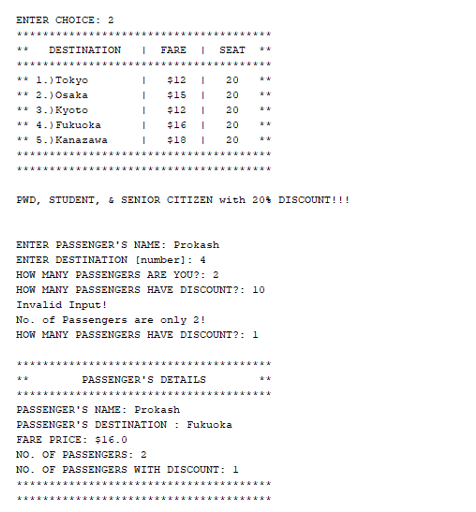 ENTER CHOICE: 2
***************************************
**   DESTINATION   |  FARE  |  SEAT  **
***************************************
** 1.)Tokyo        |   $12  |   20   **
** 2.)Osaka        |   $15  |   20   **
** 3.)Kyoto        |   $12  |   20   **
** 4.)Fukuoka      |   $16  |   20   **
** 5.)Kanazawa     |   $18  |   20   **
***************************************
***************************************
PWD, STUDENT, & SENIOR CITIZEN with 20% DISCOUNT!!!
ENTER PASSENGER'S NAME: Prokash
ENTER DESTINATION [number]: 4
HOW MANY PASSENGERS ARE YOU?: 2
HOW MANY PASSENGERS HAVE DISCOUNT?: 10
Invalid Input!
No. of Passengers are only 2!
HOW MANY PASSENGERS HAVE DISCOUNT?: 1
***************************************
**        PASSENGER'S DETAILS        **
***************************************
PASSENGER'S NAME: Prokash
PASSENGER'S DESTINATION : Fukuoka
FARE PRICE: $16.0
NO. OF PASSENGERS: 2
NO. OF PASSENGERS WITH DISCOUNT: 1
***************************************
***************************************